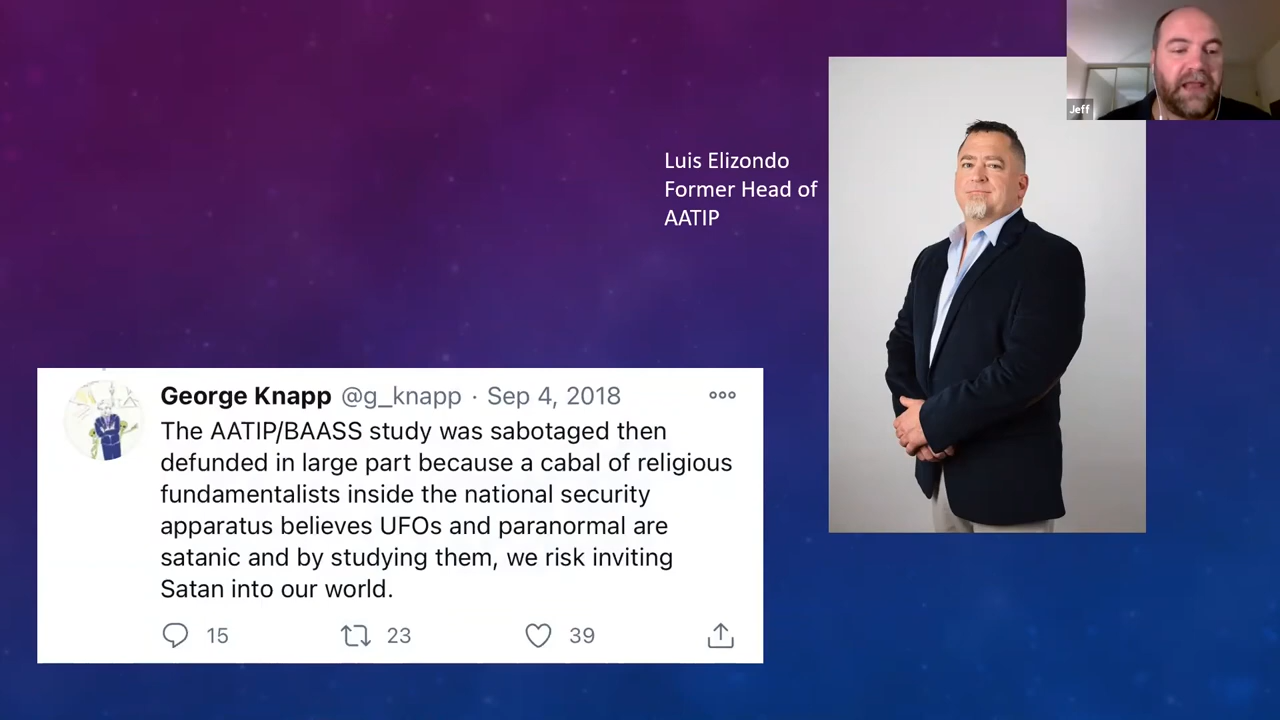 Jeff
Luis Elizondo
Former Head of
AATIP
George Knapp @g_knapp · Sep 4, 2018
The AATIP/BAASS study was sabotaged then
defunded in large part because a cabal of religious
fundamentalists inside the national security
apparatus believes UFOs and paranormal are
satanic and by studying them, we risk inviting
Satan into our world.
15 23 39